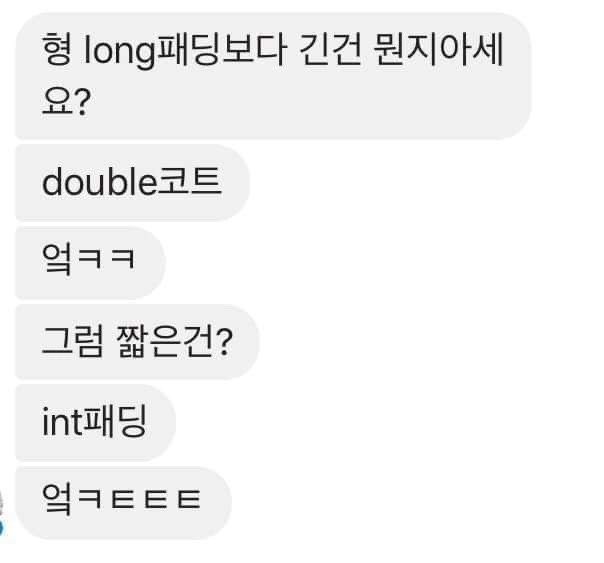 형 long패딩보다 긴건 뭔지아세
요?
double코트
엌ㅋㅋ
그럼 짧은건?
int패딩
엌ㅋㅌㅌㅌ